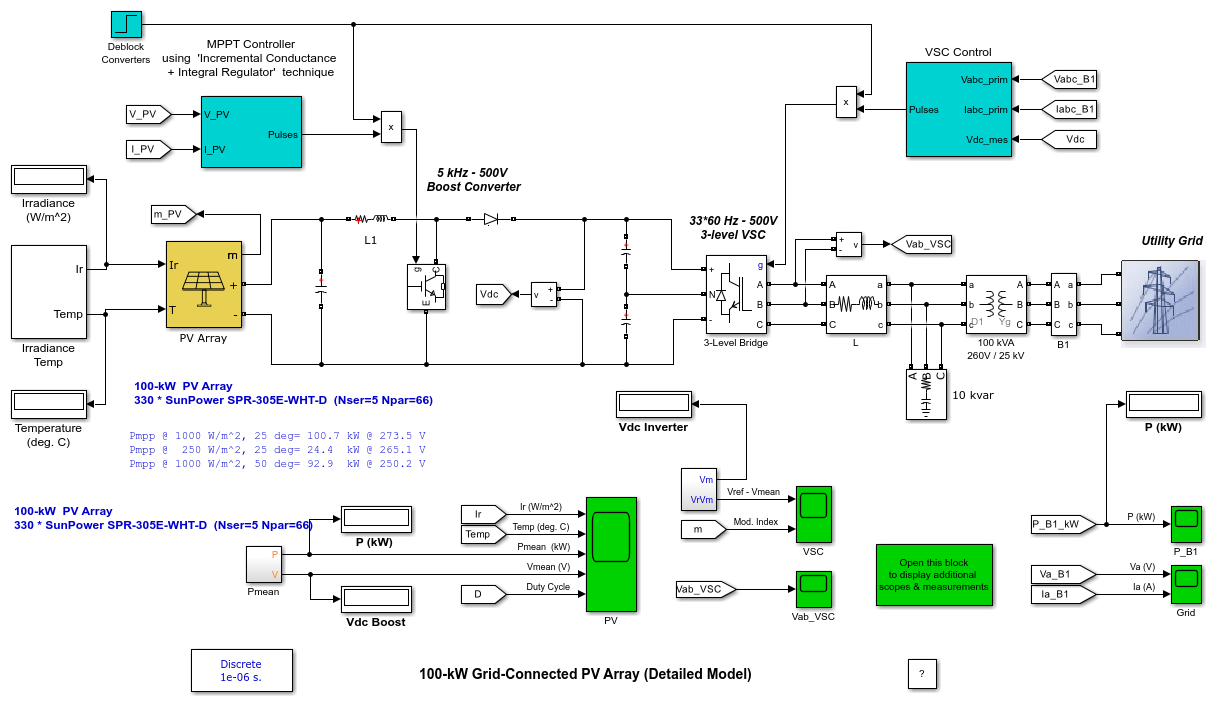 Deblock
Converters
MPPT Controller
using  'Incremental Conductance
+ Integral Regulator'  technique
VSC Control
V_PV
I_PV
V_PV
I_PV
Pulses
x
x
Pulses
Vabc_prim
Iabc_prim
Vdc_mes
Vabc_B1
Iabc_B1
Vdc
Irradiance
(W/m^2)
m_PV
5 kHz - 500V
Boost Converter
33*60 Hz - 500V
3-level VSC
Utility Grid
Ir
Temp
Irradiance
Temp
Ir
T
m
+
-
PV Array
+
L1
g
C
E
+
Vdc
v
+
-
+
+
+
N
-
g
A
B
C
3-Level Bridge
+
-
v
Vab_VSC
A
B
C
a
b
c
L
a
b
c
A
B
C
D1
Yg
100 kVA
260V / 25 kV
A
B
C
a
b
c
B1
A
B
C
10 kvar
Temperature
(deg. C)
100-kW  PV Array
330 * SunPower SPR-305E-WHT-D  (Nser=5 Npar=66)
Pmpp @ 1000 W/m^2, 25 deg= 100.7 kW @ 273.5 V
Pmpp @  250 W/m^2, 25 deg= 24.4  kW @ 265.1 V
Pmpp @ 1000 W/m^2, 50 deg= 92.9  kW @ 250.2 V
Vdc Inverter
P (kW)
100-kW  PV Array
330 * SunPower SPR-305E-WHT-D  (Nser=5 Npar=66)
P (kW)
P
V
Pmean
Vdc Boost
Ir
Temp
D
Ir (W/m^2)
Temp (deg. C)
Pmean  (kW)
Vmean (V)
Duty Cycle
PV
Vm
VrVm
Vref - Vmean
m
Mod. Index
VSC
Vab_VSC
Vab_VSC
Open this block
to display additional
scopes & measurements
P_B1_kW
P (kW)
P_B1
Va_B1
Ia_B1
Va (V)
Ia (A)
Grid
Discrete
1e-06 s.
100-kW Grid-Connected PV Array (Detailed Model)
?